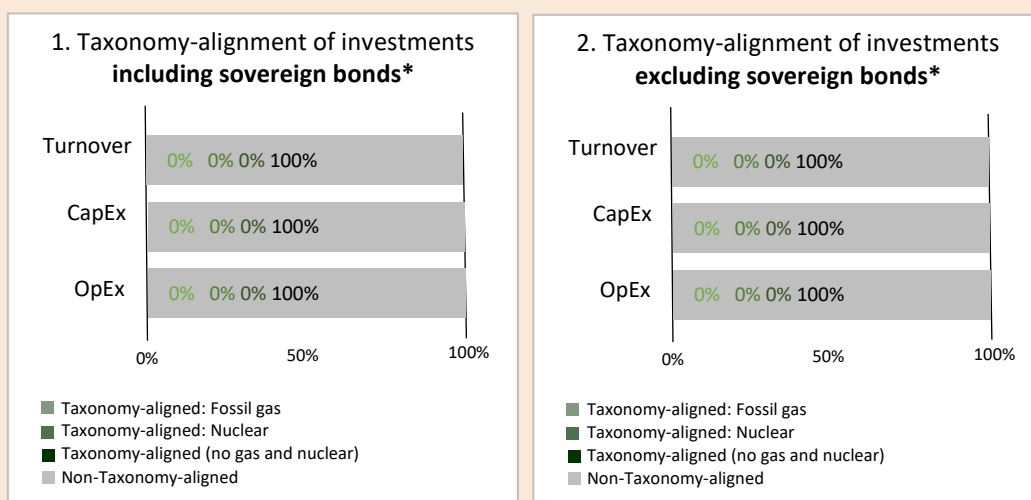 1. Taxonomy-alignment of investments
including sovereign bonds*
Turnover
0% 0% 0% 100%
CapEx
0% 0% 0% 100%
OpEx
0% 0% 0% 100%
0% 50% 100%
Taxonomy-aligned: Fossil gas
Taxonomy-aligned: Nuclear
Taxonomy-aligned (no gas and nuclear)
Non-Taxonomy-aligned
2. Taxonomy-alignment of investments
excluding sovereign bonds*
Turnover
0% 0% 0% 100%
CapEx
0% 0% 0% 100%
OpEx
0% 0% 0% 100%
0% 50% 100%
Taxonomy-aligned: Fossil gas
Taxonomy-aligned: Nuclear
Taxonomy-aligned (no gas and nuclear)
Non-Taxonomy-aligned